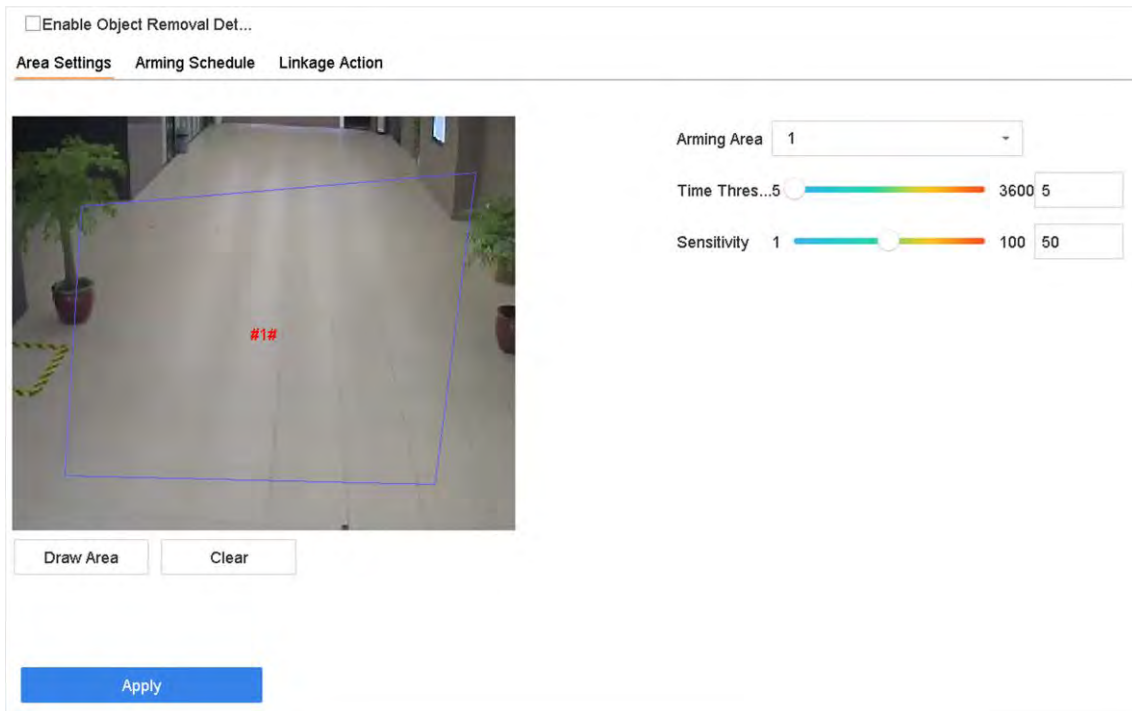 Enable Object Removal Det...
Area Settings Arming Schedule Linkage Action
Arming Area 1
Time Thres...5 3600 5
Sensitivity 1 100 50
#1#
Draw Area Clear
Apply